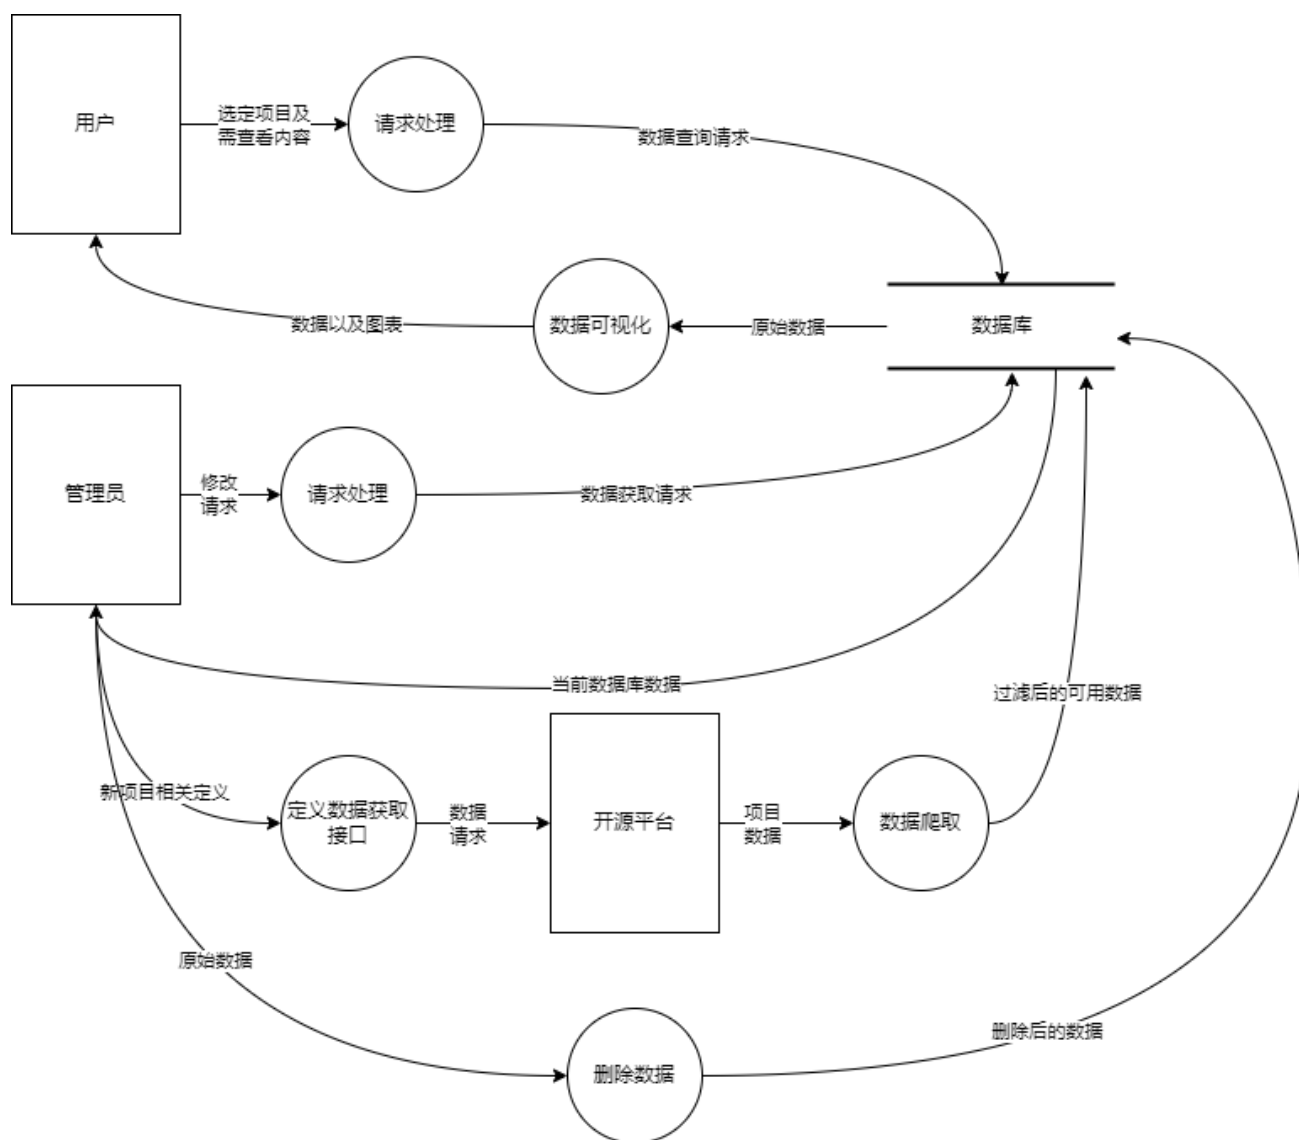 用户
选定项目及
需查看内容
请求处理
数据查询请求
数据以及图表
数据可视化
原始数据
数据库
管理员
修改
请求
请求处理
数据获取请求
当前数据库数据
过滤后的可用数据
新项目相关定义
定义数据获取
接口
数据
请求
开源平台
项目
数据
数据爬取
原始数据
删除后的数据
删除数据